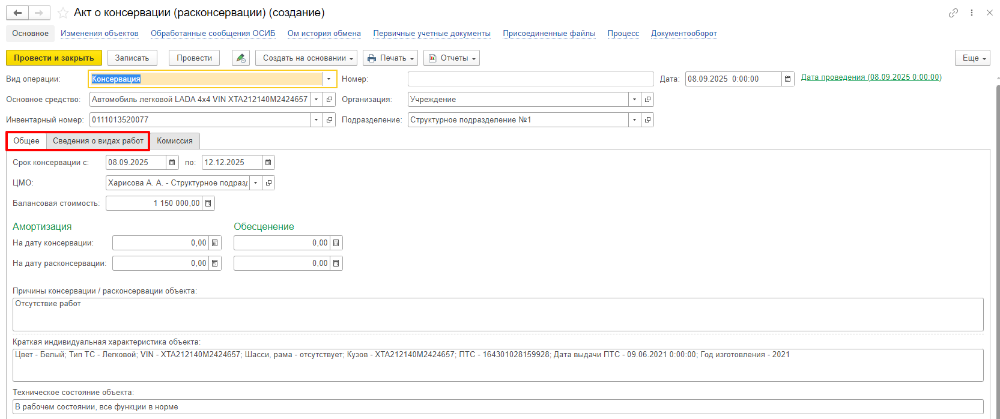 Акт о консервации (расконсервации) (создание)
Основное Изменения объектов Обработанные сообщения ОСИБ Ом история обмена Первичные учетные документы Присоединенные файлы Процесс Документооборот
Провести и закрыть Записать Провести Создать на основании Печать Отчеты Еще
Вид операции: Консервация Номер: Дата: 08.09.2025 0:00:00 Дата проведения (08.09.2025 0:00:00)
Основное средство: Автомобиль легковой LADA 4x4 VIN XTA212140M2424657 Организация: Учреждение
Инвентарный номер: 0111013520077 Подразделение: Структурное подразделение №1
Общее Сведения о видах работ Комиссия
Срок консервации с: 08.09.2025 по: 12.12.2025
ЦМО: Харисова А. А. - Структурное подразд
Балансовая стоимость: 1 150 000,00
Амортизация Обесценение
На дату консервации: 0,00 0,00
На дату расконсервации: 0,00 0,00
Причины консервации / расконсервации объекта:
Отсутствие работ
Краткая индивидуальная характеристика объекта:
Цвет - Белый; Тип ТС - Легковой; VIN - XTA212140M2424657; Шасси, рама - отсутствует; Кузов - XTA212140M2424657; ПТС - 164301028159928; Дата выдачи ПТС - 09.06.2021 0:00:00; Год изготовления - 2021
Техническое состояние объекта:
В рабочем состоянии, все функции в норме